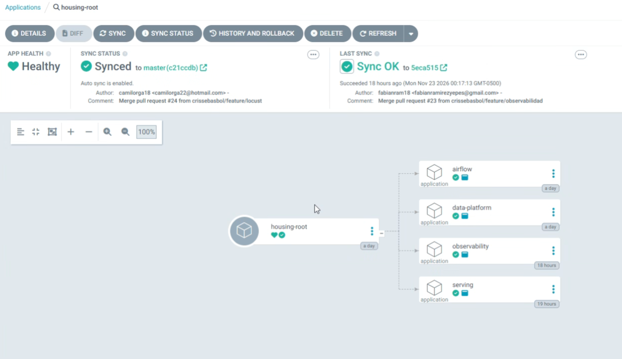 Applications / housing-root
DETAILS DIFF SYNC SYNC STATUS HISTORY AND ROLLBACK DELETE REFRESH
APP HEALTH
Healthy
SYNC STATUS
Synced to master (c21ccdb)
Auto sync is enabled.
Author: camilorga18 <camilorga22@hotmail.com> -
Comment: Merge pull request #24 from crissebasbol/feature/locust
LAST SYNC
Sync OK to 5eca515
Succeeded 18 hours ago (Mon Nov 23 2026 00:17:13 GMT-0500)
Author: fabianram18 <fabianramirezyepes@gmail.com> -
Comment: Merge pull request #23 from crissebasbol/feature/observabilidad
100%
housing-root
a day
airflow
application
a day
data-platform
application
a day
observability
application
18 hours
serving
application